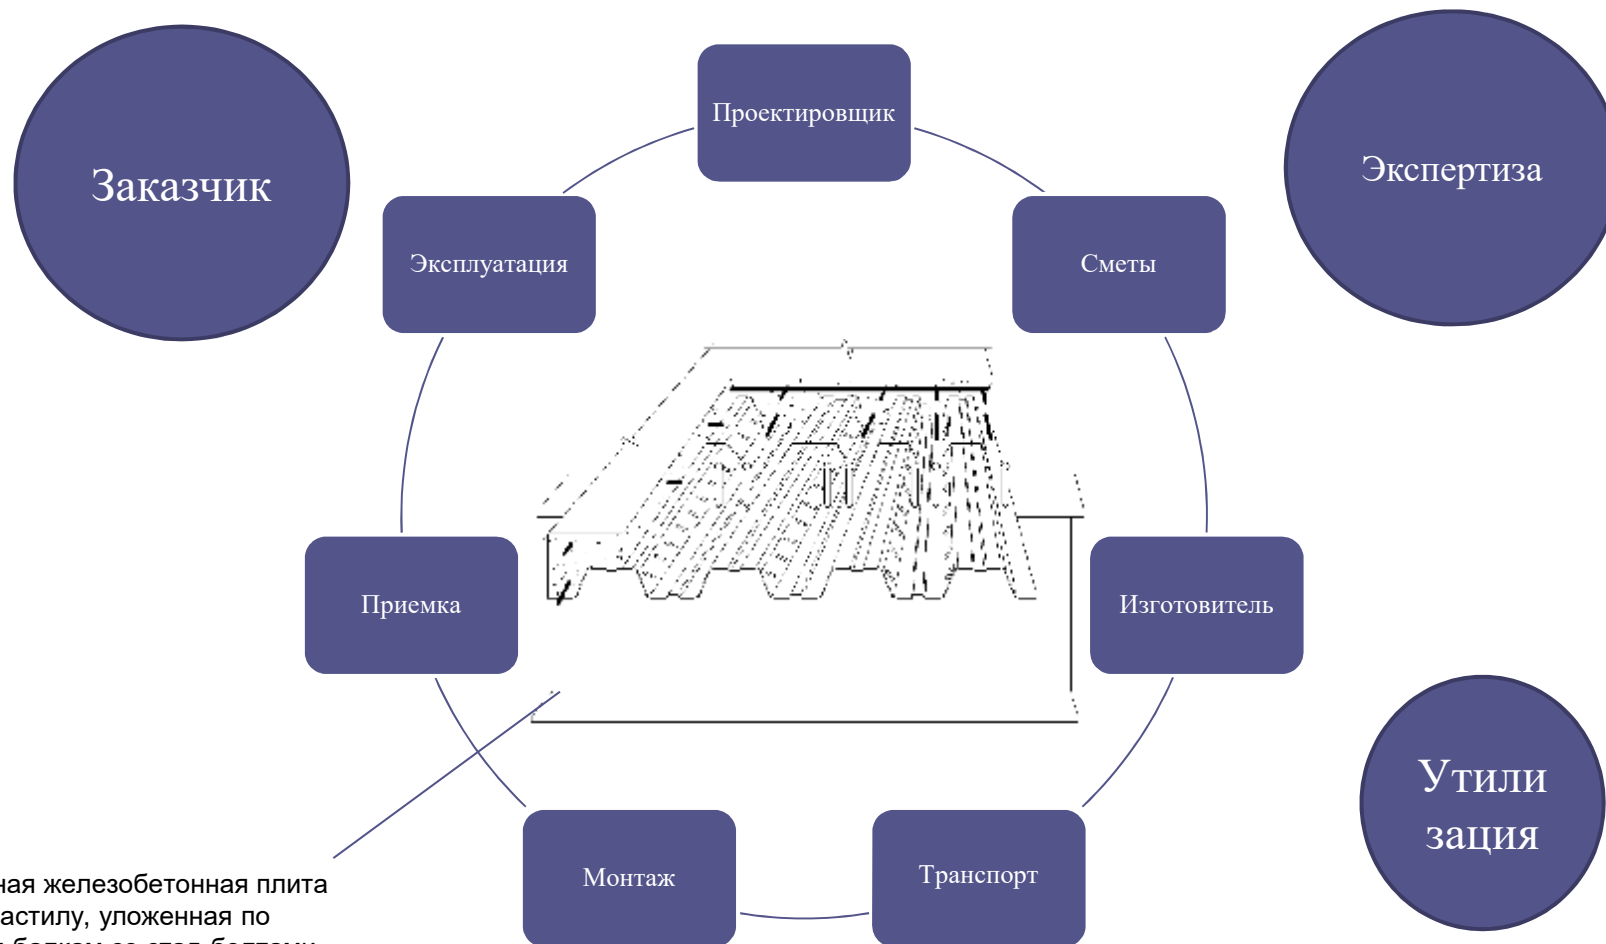 Проектировщик
Заказчик
Экспертиза
Эксплуатация
Сметы
Приемка
Изготовитель
Утили
зация
Монтаж
Транспорт
железобетонная плита
уложенная по